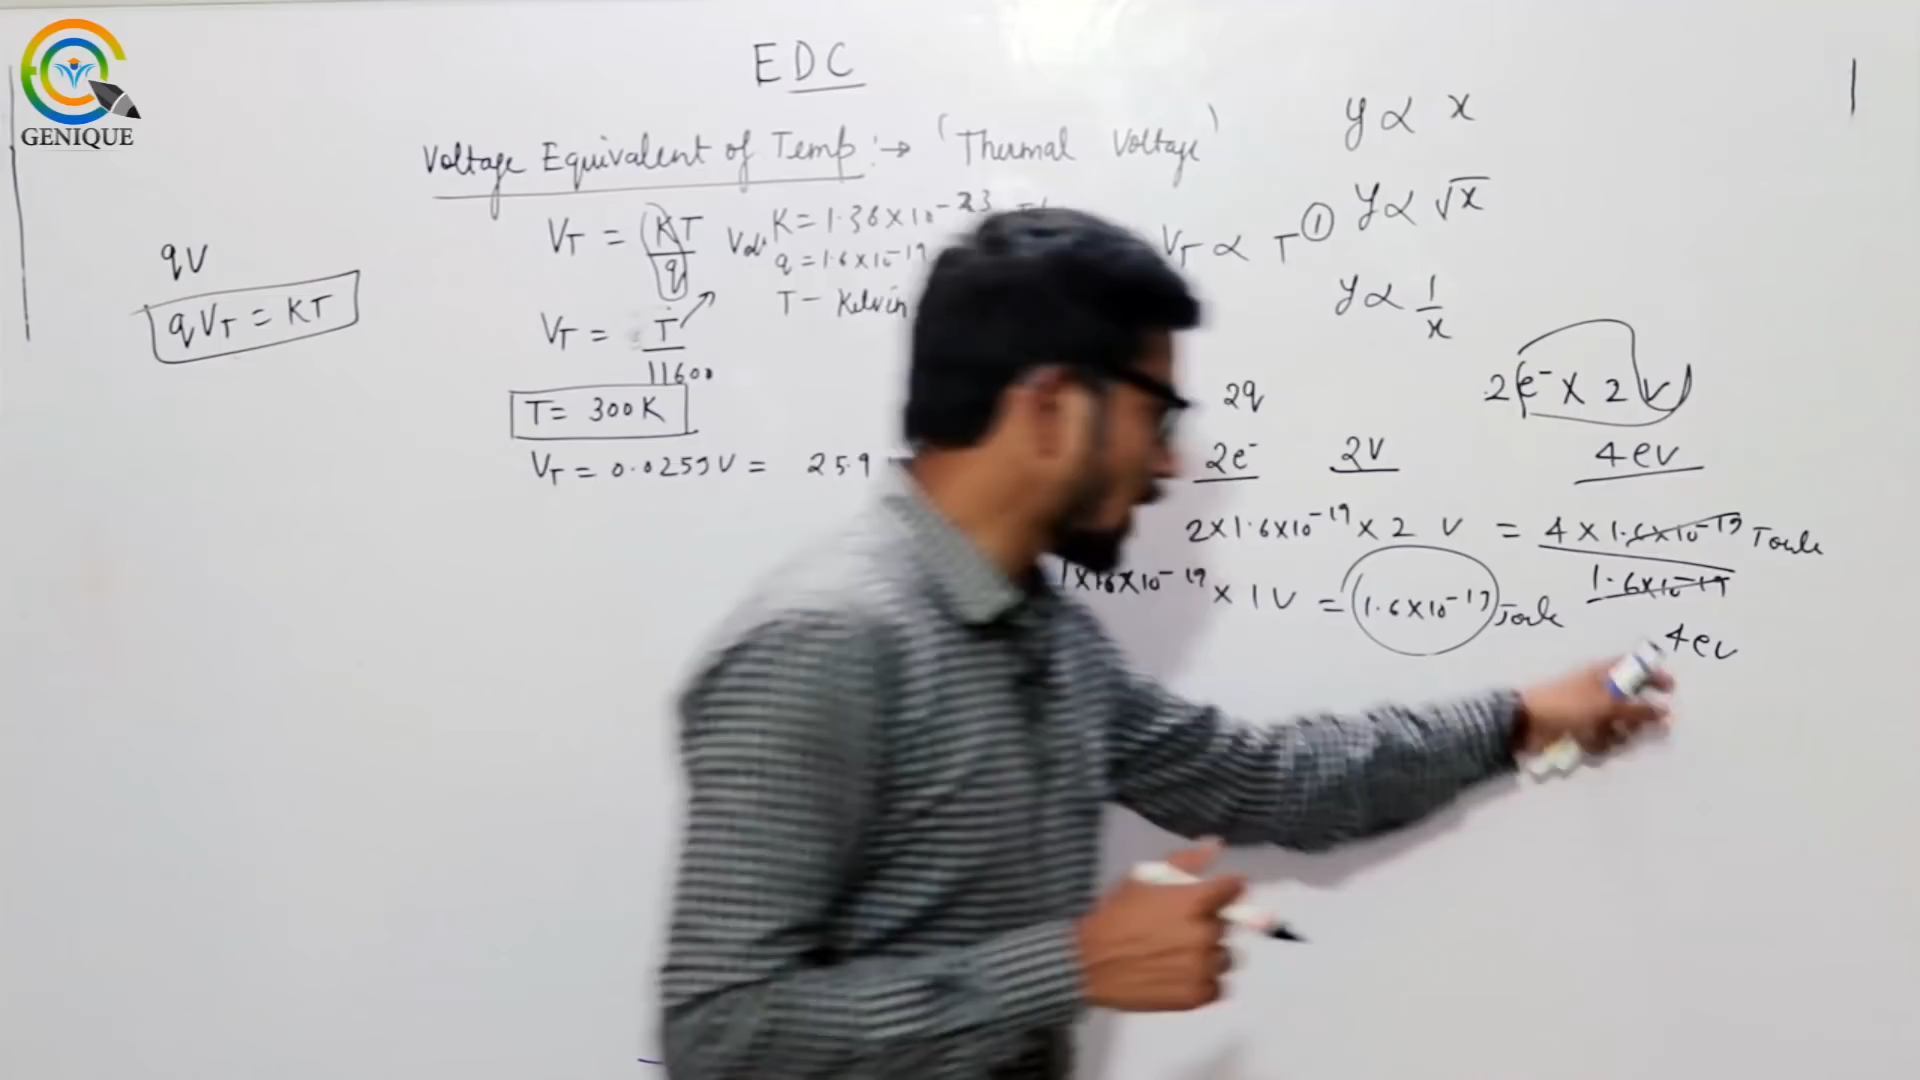 GENIQUE
EDC
Voltage Equivalent of Temp :→ (Thermal Voltage)
qV
qV_T = KT
V_T = KT/q
K = 1.38×10⁻²³
q = 1.6×10⁻¹⁹
T – Kelvin
V_T = T/11600
T = 300K
V_T = 0.0259V = 25.9
V_T ∝ T①
y ∝ x
y ∝ √x
y ∝ 1/x
2q
2(e⁻ × 2V)
2e⁻ 2V 4ev
2×1.6×10⁻¹⁹ × 2 V = 4×1.6×10⁻¹⁹ Joule
1.6×10⁻¹⁹
1×1.6×10⁻¹⁹ × 1V = 1.6×10⁻¹⁹ Joule
4ev